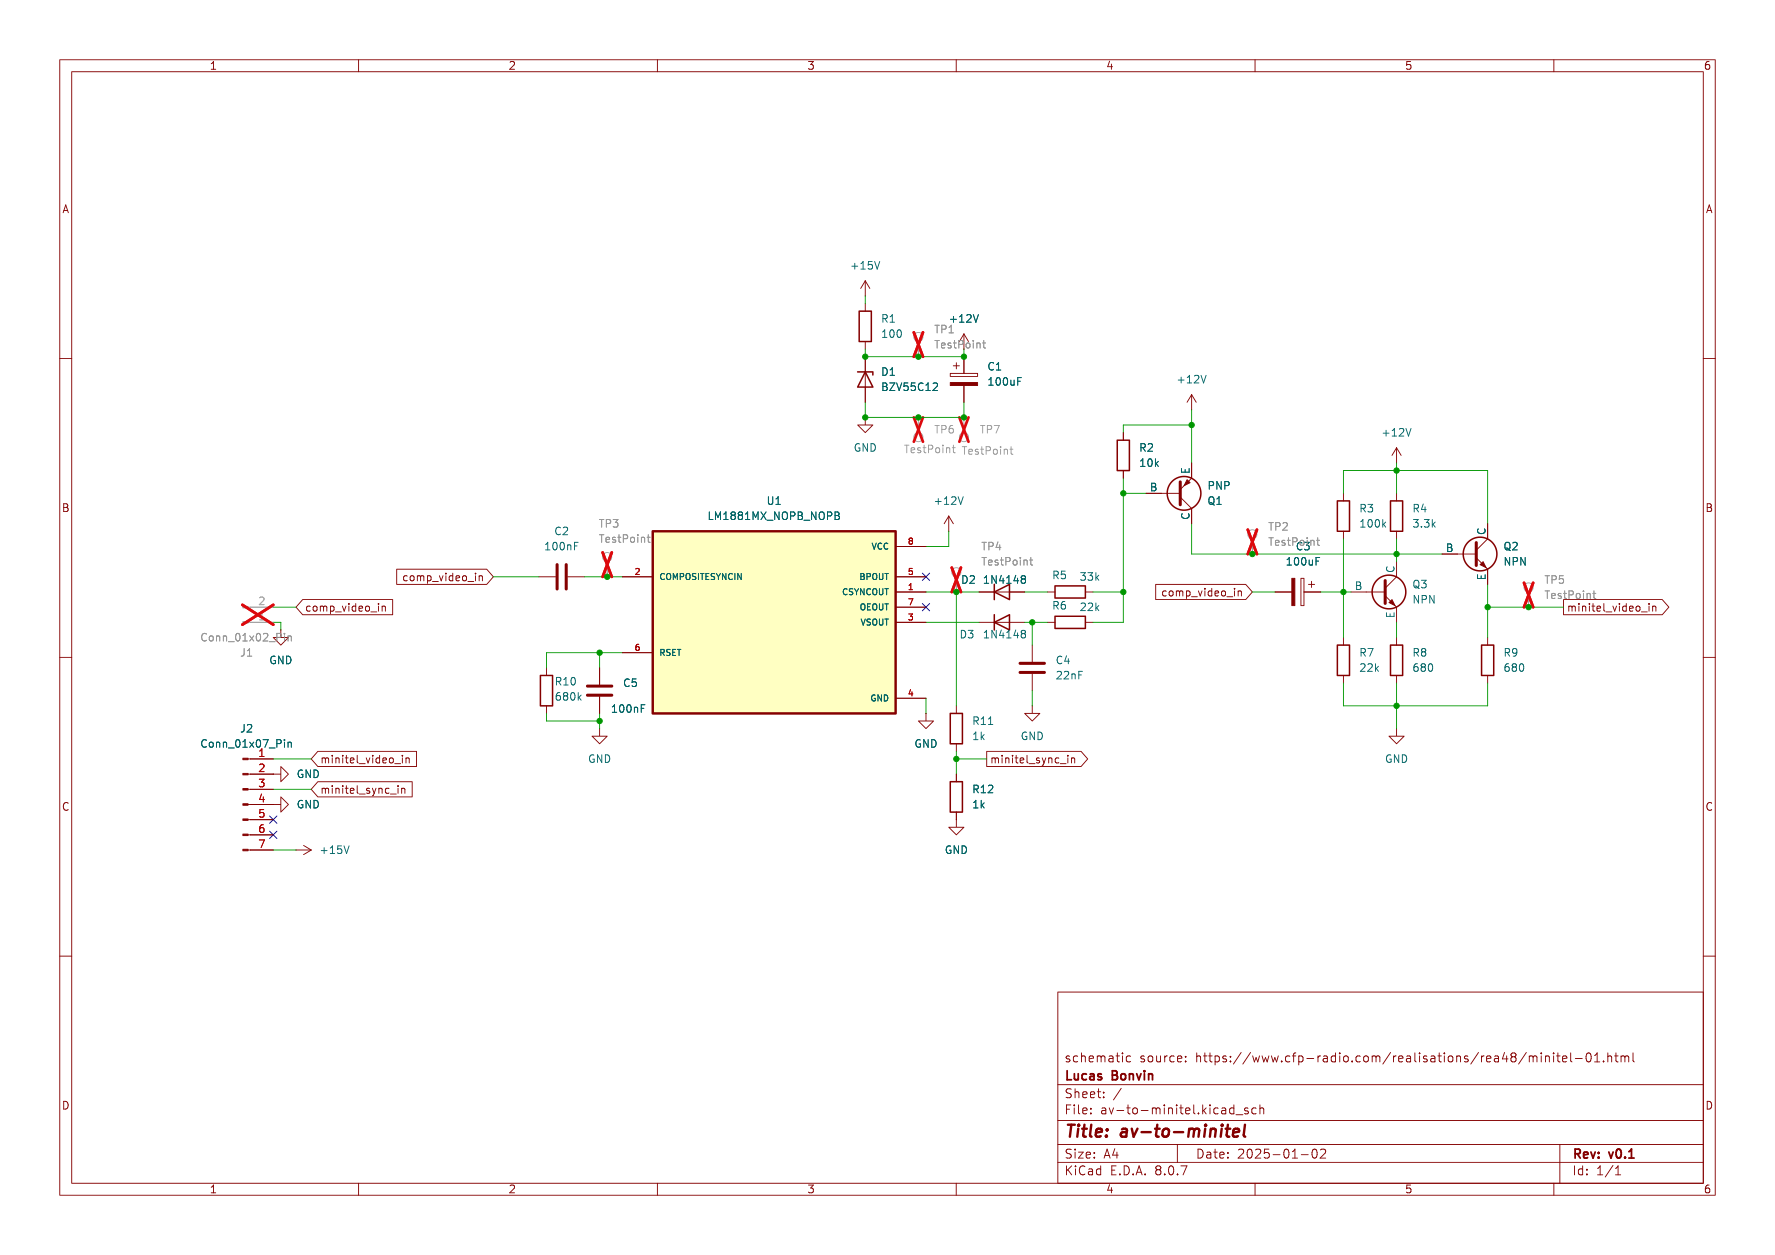 1 2 3 4 5 6
A A
B B
C C
D D
+15V
R1
100
TP1
TestPoint
+12V
D1
BZV55C12
C1
100uF
+
GND
TP6
TestPoint
TP7
TestPoint
U1
LM1881MX_NOPB_NOPB
C2
100nF
TP3
TestPoint
comp_video_in
2
COMPOSITESYNCIN
6
RSET
VCC
8
BPOUT
5
CSYNCOUT
1
OEOUT
7
VSOUT
3
GND
4
+12V
TP4
TestPoint
D2 1N4148
D3 1N4148
R5 33k
R6 22k
C4
22nF
GND
GND
R10
680k
C5
100nF
GND
R11
1k
minitel_sync_in
R12
1k
GND
+12V
R2
10k
B
E
C
PNP
Q1
TP2
TestPoint
C3
100uF
+
comp_video_in
+12V
R3
100k
R4
3.3k
B
C
E
Q3
NPN
B
C
E
Q2
NPN
TP5
TestPoint
minitel_video_in
R7
22k
R8
680
R9
680
GND
2
comp_video_in
Conn_01x02_Pin
J1
GND
J2
Conn_01x07_Pin
1
minitel_video_in
2
GND
3
minitel_sync_in
4
GND
5
6
7
+15V
schematic source: https://www.cfp-radio.com/realisations/rea48/minitel-01.html
Lucas Bonvin
Sheet: /
File: av-to-minitel.kicad_sch
Title: av-to-minitel
Size: A4
Date: 2025-01-02
Rev: v0.1
KiCad E.D.A. 8.0.7
Id: 1/1
1 2 3 4 5 6